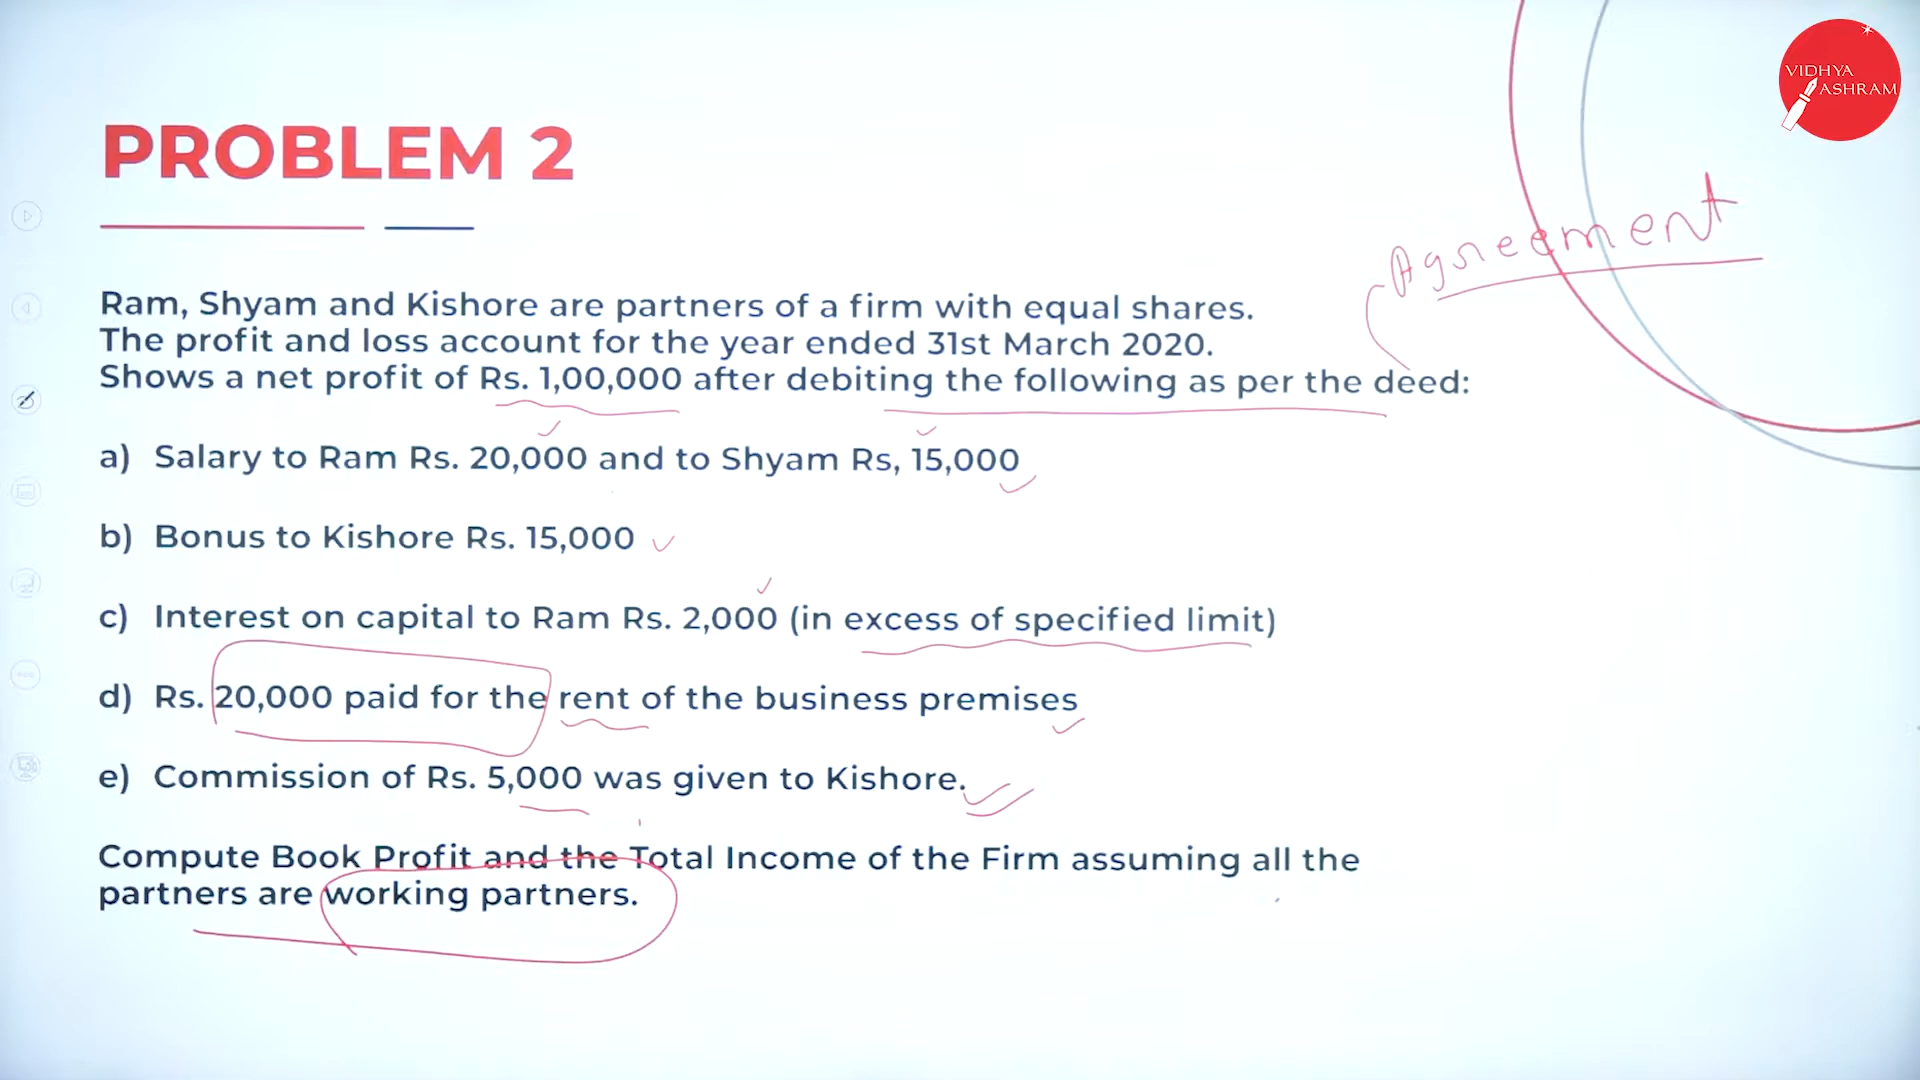 VIDHYA
ASHRAM
PROBLEM 2
Agreement
Ram, Shyam and Kishore are partners of a firm with equal shares.
The profit and loss account for the year ended 31st March 2020.
Shows a net profit of Rs. 1,00,000 after debiting the following as per the deed:
a) Salary to Ram Rs. 20,000 and to Shyam Rs, 15,000
b) Bonus to Kishore Rs. 15,000
c) Interest on capital to Ram Rs. 2,000 (in excess of specified limit)
d) Rs. 20,000 paid for the rent of the business premises
e) Commission of Rs. 5,000 was given to Kishore.
Compute Book Profit and the Total Income of the Firm assuming all the
partners are working partners.